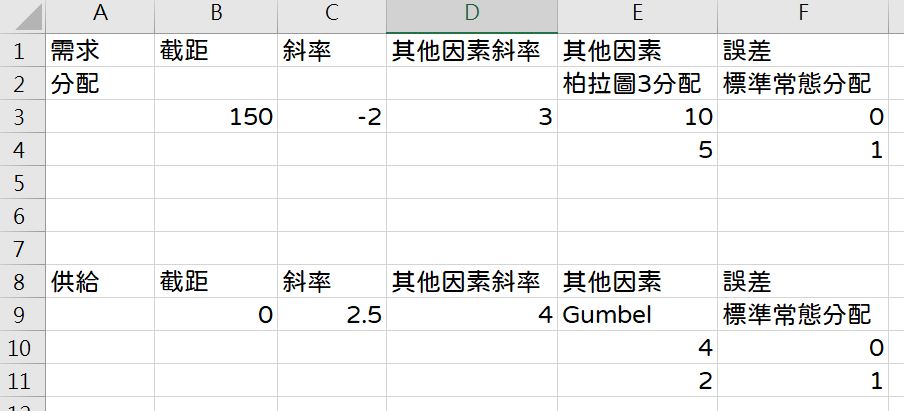 A B C D E F
1 需求 截距 斜率 其他因素斜率 其他因素 誤差
2 分配 柏拉圖3分配 標準常態分配
3 150 -2 3 10 0
4 5 1
5
6
7
8 供給 截距 斜率 其他因素斜率 其他因素 誤差
9 0 2.5 4 Gumbel 標準常態分配
10 4 0
11 2 1